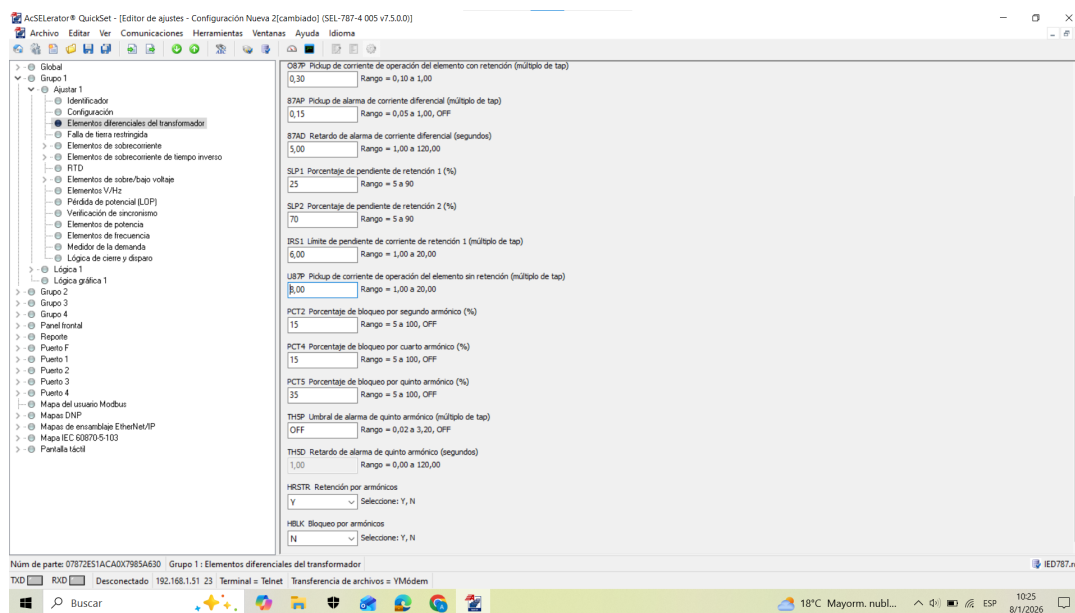 AcSELerator® QuickSet - [Editor de ajustes - Configuración Nueva 2[cambiado] (SEL-787-4 005 v7.5.0.0)]
Archivo Editar Ver Comunicaciones Herramientas Ventanas Ayuda Idioma
Global
Grupo 1
Ajustar 1
Identificador
Configuración
Elementos diferenciales del transformador
Falla de tierra restringida
Elementos de sobrecorriente
Elementos de sobrecorriente de tiempo inverso
RTD
Elementos de sobre/bajo voltaje
Elementos V/Hz
Pérdida de potencial (LOP)
Verificación de sincronismo
Elementos de potencia
Elementos de frecuencia
Medidor de la demanda
Lógica de cierre y disparo
Lógica 1
Lógica gráfica 1
Grupo 2
Grupo 3
Grupo 4
Panel frontal
Reporte
Puerto F
Puerto 1
Puerto 2
Puerto 3
Puerto 4
Mapa del usuario Modbus
Mapas DNP
Mapas de ensamblaje EtherNet/IP
Mapa IEC 60870-5-103
Pantalla táctil
O87P Pickup de corriente de operación del elemento con retención (múltiplo de tap)
0,30 Rango = 0,10 a 1,00
87AP Pickup de alarma de corriente diferencial (múltiplo de tap)
0,15 Rango = 0,05 a 1,00, OFF
87AD Retardo de alarma de corriente diferencial (segundos)
5,00 Rango = 1,00 a 120,00
SLP1 Porcentaje de pendiente de retención 1 (%)
25 Rango = 5 a 90
SLP2 Porcentaje de pendiente de retención 2 (%)
70 Rango = 5 a 90
IRS1 Límite de pendiente de corriente de retención 1 (múltiplo de tap)
6,00 Rango = 1,00 a 20,00
U87P Pickup de corriente de operación del elemento sin retención (múltiplo de tap)
8,00 Rango = 1,00 a 20,00
PCT2 Porcentaje de bloqueo por segundo armónico (%)
15 Rango = 5 a 100, OFF
PCT4 Porcentaje de bloqueo por cuarto armónico (%)
15 Rango = 5 a 100, OFF
PCT5 Porcentaje de bloqueo por quinto armónico (%)
35 Rango = 5 a 100, OFF
TH5P Umbral de alarma de quinto armónico (múltiplo de tap)
OFF Rango = 0,02 a 3,20, OFF
TH5D Retardo de alarma de quinto armónico (segundos)
1,00 Rango = 0,00 a 120,00
HRSTR Retención por armónicos
Y Seleccione: Y, N
HBLK Bloqueo por armónicos
N Seleccione: Y, N
Núm de parte: 07872ES1ACA0X7985A630 Grupo 1 : Elementos diferenciales del transformador IED787.r
TXD RXD Desconectado 192.168.1.51 23 Terminal = Telnet Transferencia de archivos = YMódem
Buscar 18°C Mayorm. nubl... ESP 10:25
8/1/2026